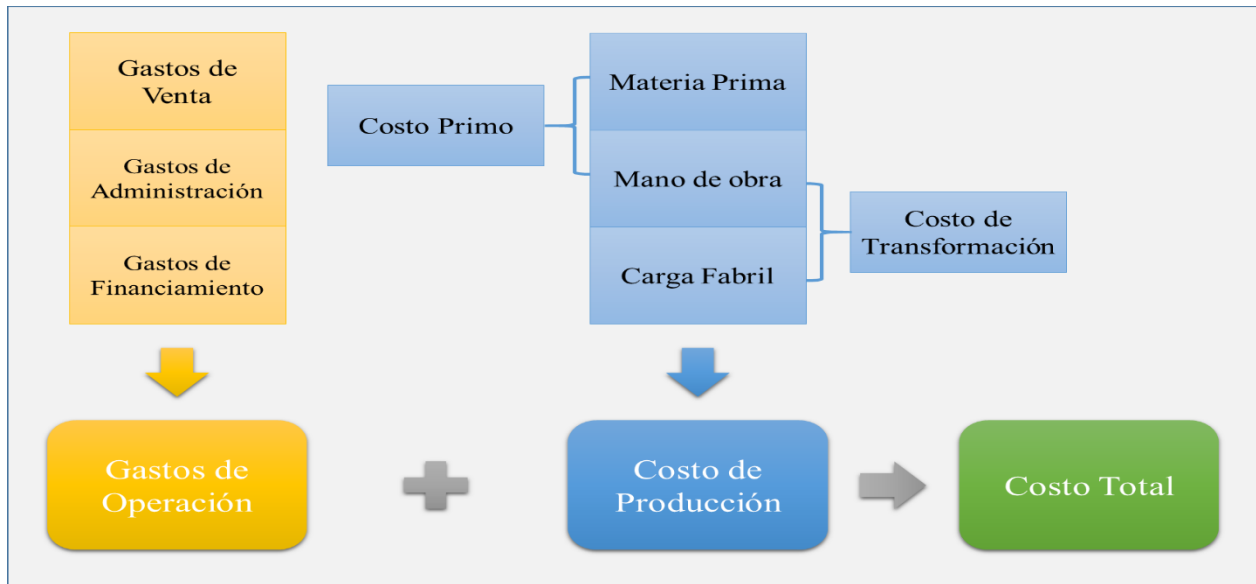 Gastos de
Venta
Gastos de
Administración
Gastos de
Financiamiento
Costo Primo
Materia Prima
Mano de obra
Carga Fabril
Costo de
Transformación
Gastos de
Operación
Costo de
Producción
Costo Total